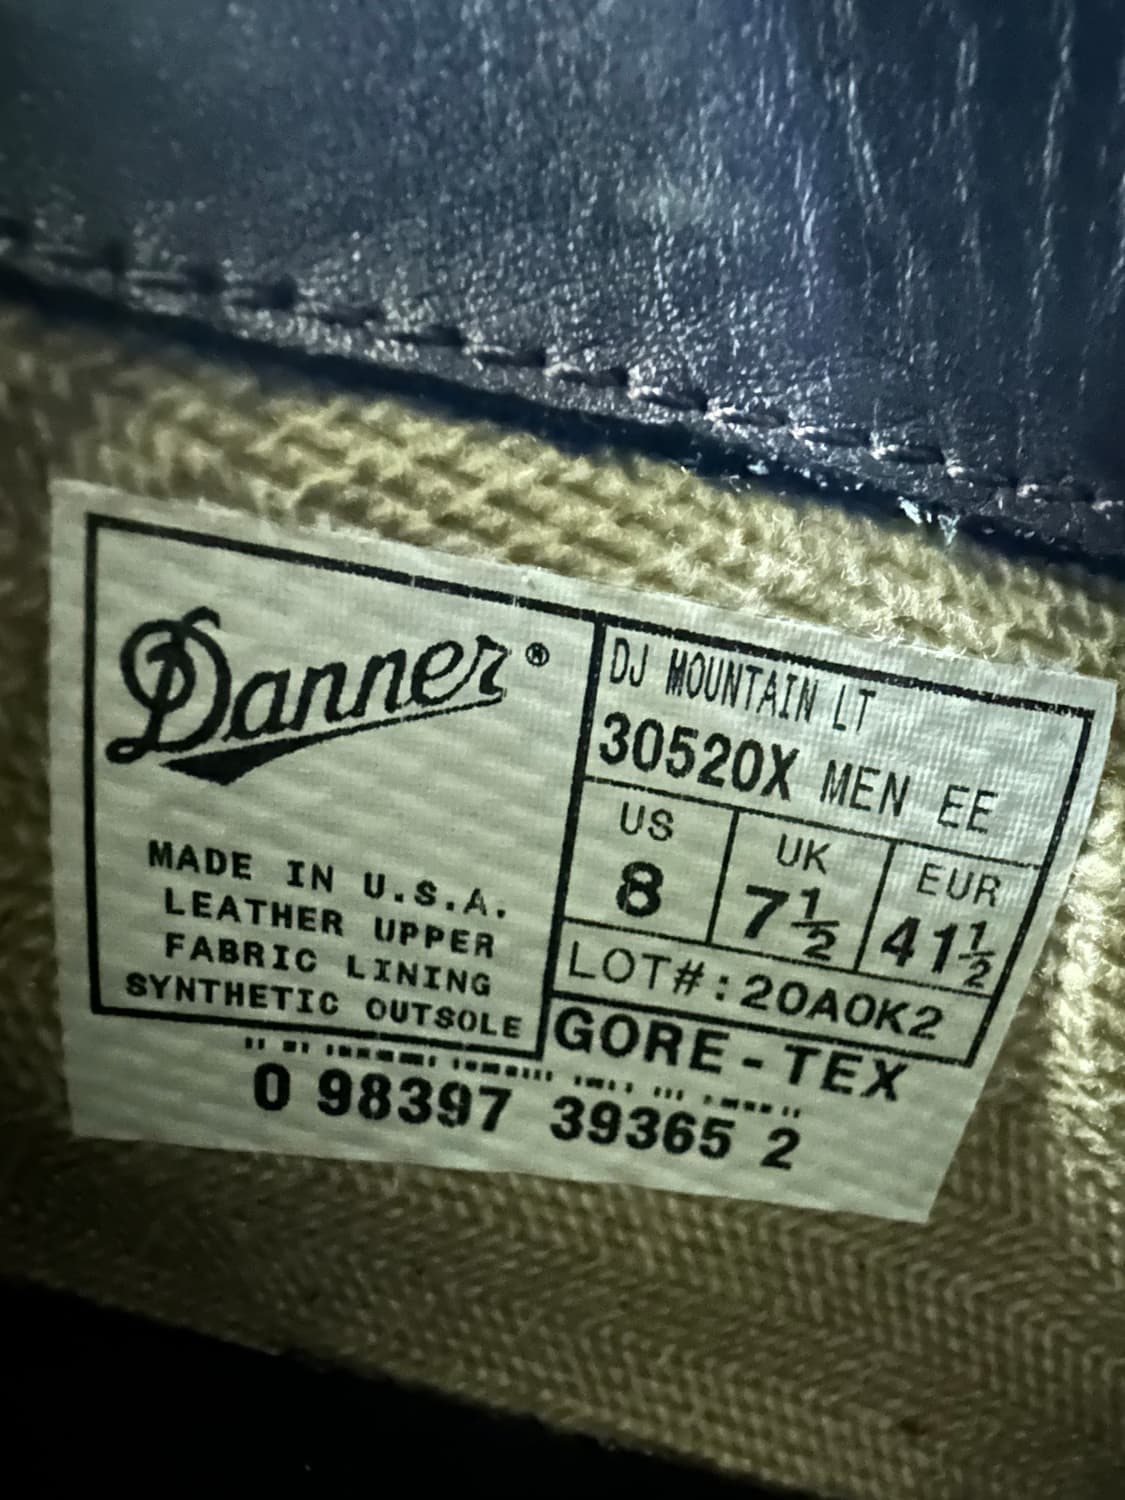 Danner®
MADE IN U.S.A.
LEATHER UPPER
FABRIC LINING
SYNTHETIC OUTSOLE
DJ MOUNTAIN LT
30520X MEN EE
US UK EUR
8 7½ 41½
LOT#: 20A0K2
GORE-TEX
0 98397 39365 2